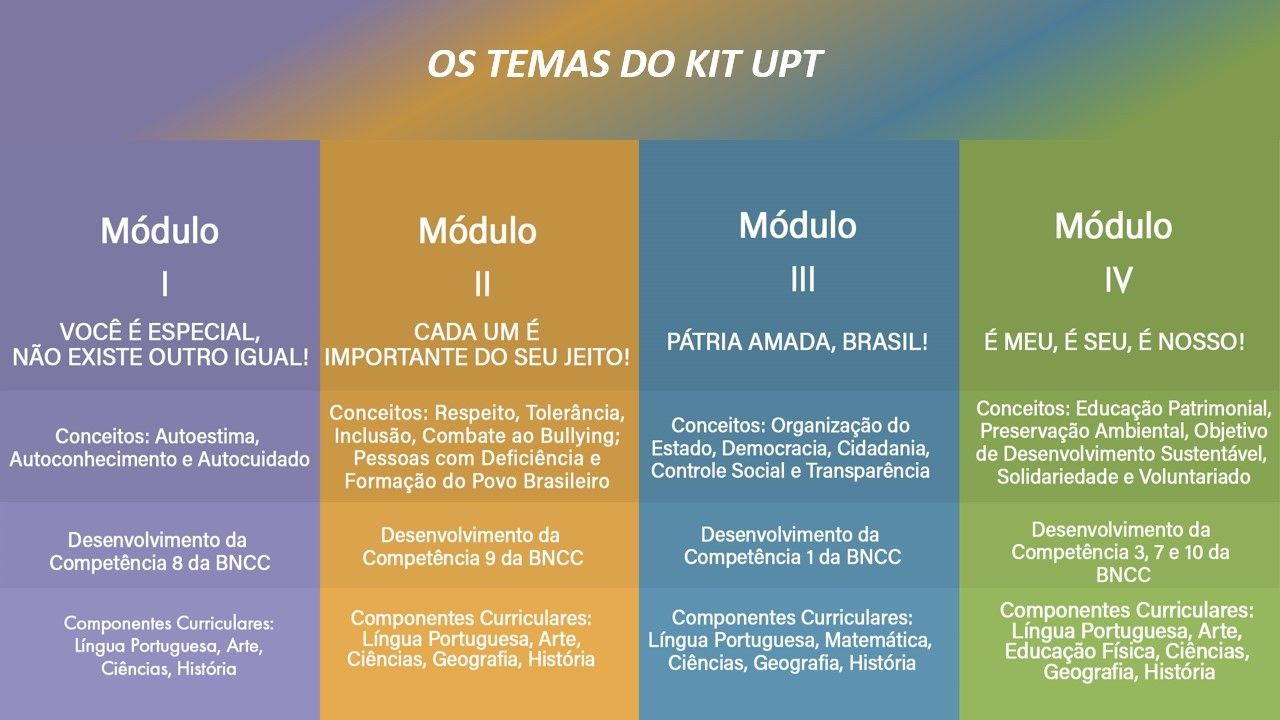 OS TEMAS DO KIT UPT
Módulo
I
VOCÊ É ESPECIAL,
NÃO EXISTE OUTRO IGUAL!
Conceitos: Autoestima,
Autoconhecimento e Autocuidado
Desenvolvimento da
Competência 8 da BNCC
Componentes Curriculares:
Língua Portuguesa, Arte,
Ciências, História
Módulo
II
CADA UM É
IMPORTANTE DO SEU JEITO!
Conceitos: Respeito, Tolerância,
Inclusão, Combate ao Bullying;
Pessoas com Deficiência e
Formação do Povo Brasileiro
Desenvolvimento da
Competência 9 da BNCC
Componentes Curriculares:
Língua Portuguesa, Arte,
Ciências, Geografia, História
Módulo
III
PÁTRIA AMADA, BRASIL!
Conceitos: Organização do
Estado, Democracia, Cidadania,
Controle Social e Transparência
Desenvolvimento da
Competência 1 da BNCC
Componentes Curriculares:
Língua Portuguesa, Matemática,
Ciências, Geografia, História
Módulo
IV
É MEU, É SEU, É NOSSO!
Conceitos: Educação Patrimonial,
Preservação Ambiental, Objetivo
de Desenvolvimento Sustentável,
Solidariedade e Voluntariado
Desenvolvimento da
Competência 3, 7 e 10 da
BNCC
Componentes Curriculares:
Língua Portuguesa, Arte,
Educação Física, Ciências,
Geografia, História